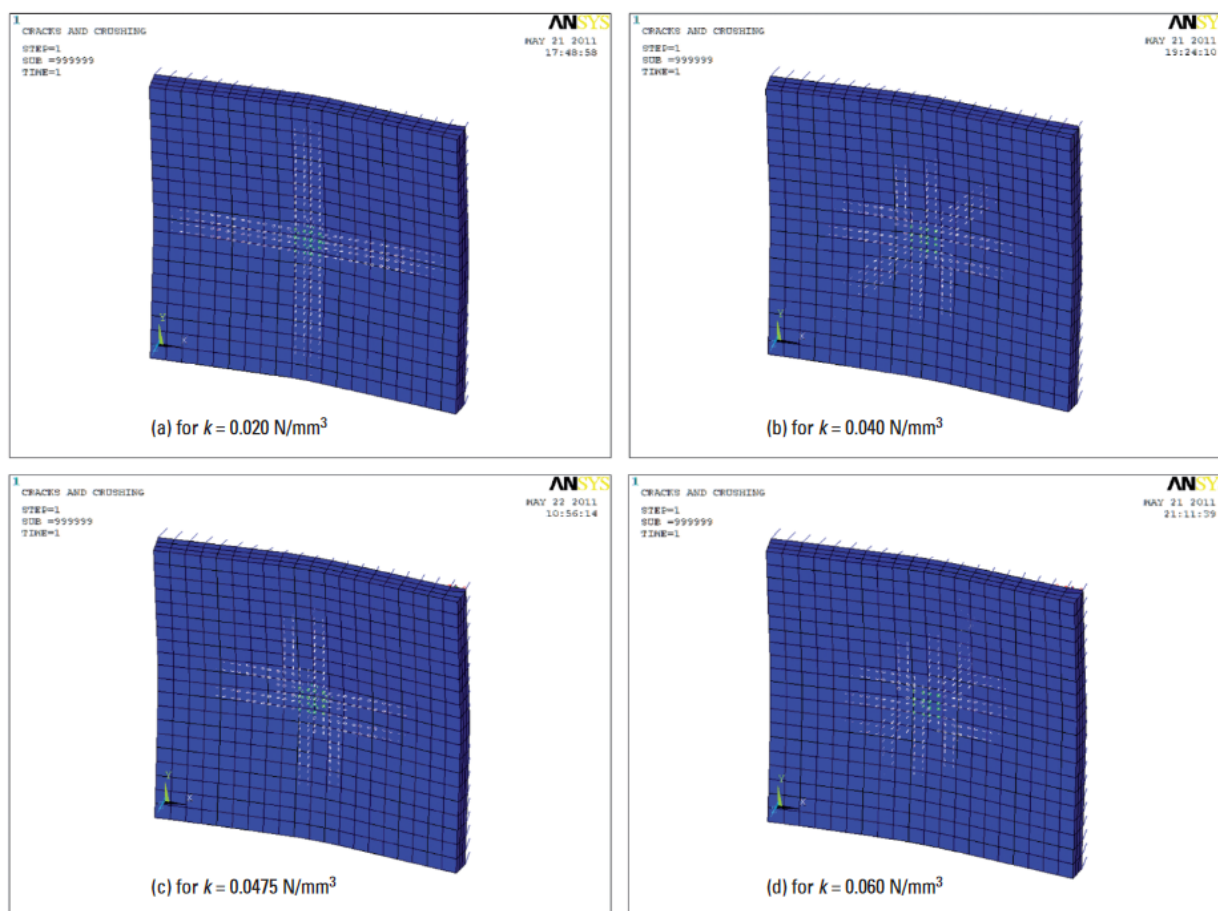 1
ANSYS
CRACKS AND CRUSHING
STEP=1
SUB =999999
TIME=1
MAY 21 2011
17:48:58
Y
X
(a) for k = 0.020 N/mm³
1
ANSY
CRACKS AND CRUSHING
STEP=1
SUB =999999
TIME=1
MAY 21 2011
19:24:10
Y
X
(b) for k = 0.040 N/mm³
1
ANSYS
CRACKS AND CRUSHING
STEP=1
SUB =999999
TIME=1
MAY 22 2011
10:56:14
Y
X
(c) for k = 0.0475 N/mm³
1
ANSYS
CRACKS AND CRUSHING
STEP=1
SUB =999999
TIME=1
MAY 21 2011
21:11:39
Y
X
(d) for k = 0.060 N/mm³